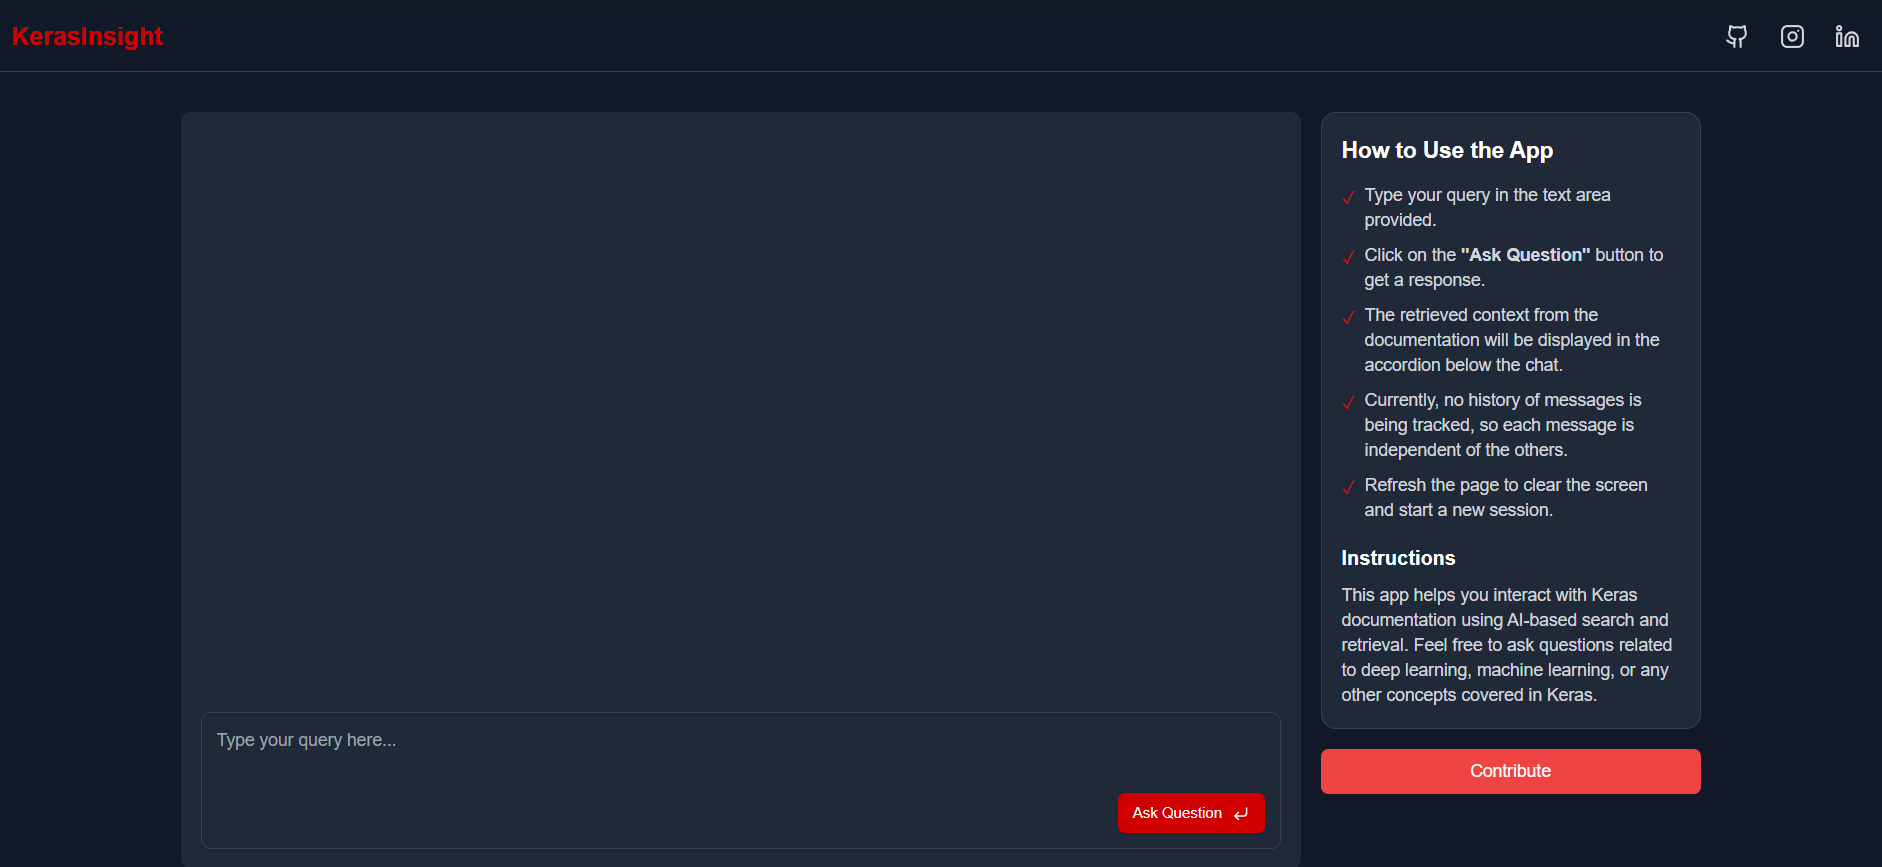 KerasInsight
Type your query here...
Ask Question
How to Use the App
Type your query in the text area
provided.
Click on the "Ask Question" button to
get a response.
The retrieved context from the
documentation will be displayed in the
accordion below the chat.
Currently, no history of messages is
being tracked, so each message is
independent of the others.
Refresh the page to clear the screen
and start a new session.
Instructions
This app helps you interact with Keras
documentation using AI-based search and
retrieval. Feel free to ask questions related
to deep learning, machine learning, or any
other concepts covered in Keras.
Contribute